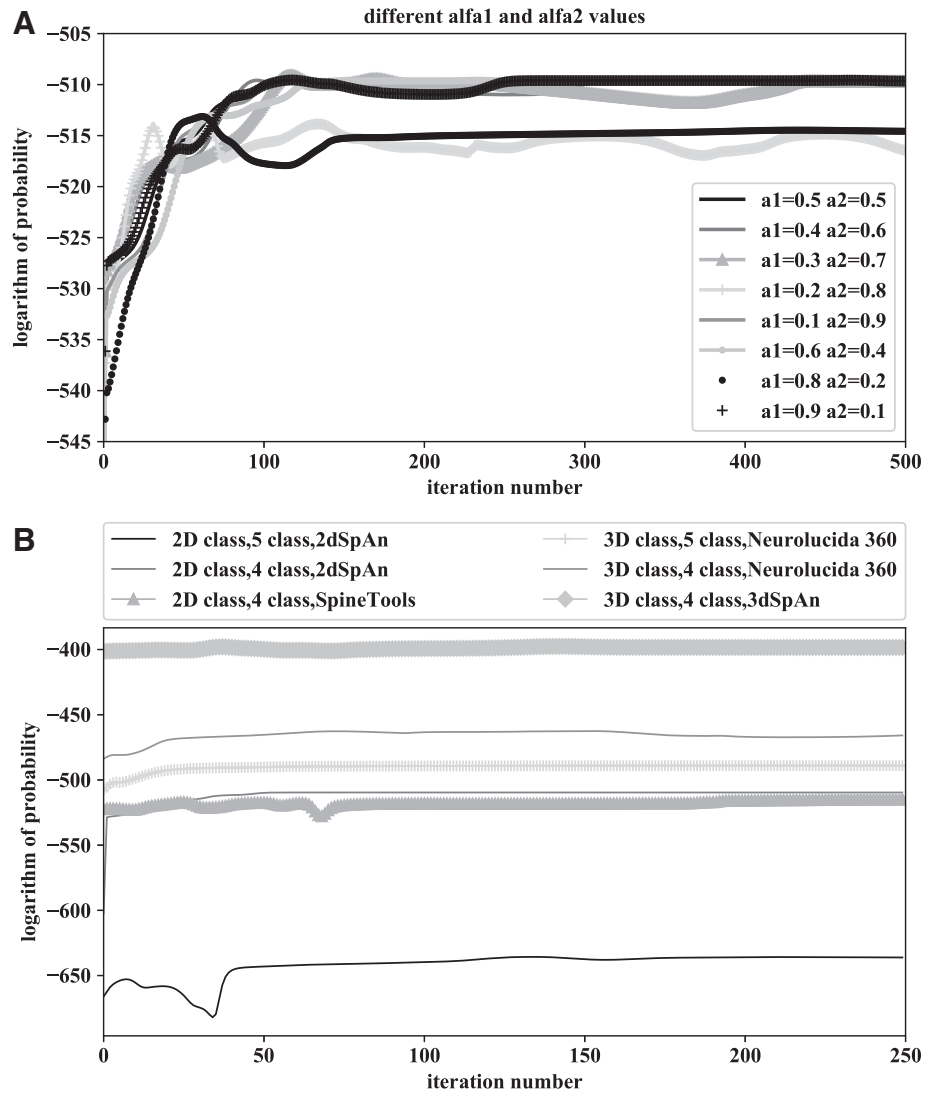 A
different alfa1 and alfa2 values
−505
−510
−515
−520
−525
−530
−535
−540
−545
logarithm of probability
a1=0.5 a2=0.5
a1=0.4 a2=0.6
a1=0.3 a2=0.7
a1=0.2 a2=0.8
a1=0.1 a2=0.9
a1=0.6 a2=0.4
a1=0.8 a2=0.2
a1=0.9 a2=0.1
0 100 200 300 400 500
iteration number
B
2D class,5 class,2dSpAn
2D class,4 class,2dSpAn
2D class,4 class,SpineTools
3D class,5 class,Neurolucida 360
3D class,4 class,Neurolucida 360
3D class,4 class,3dSpAn
−400
−450
−500
−550
−600
−650
logarithm of probability
0 50 100 150 200 250
iteration number